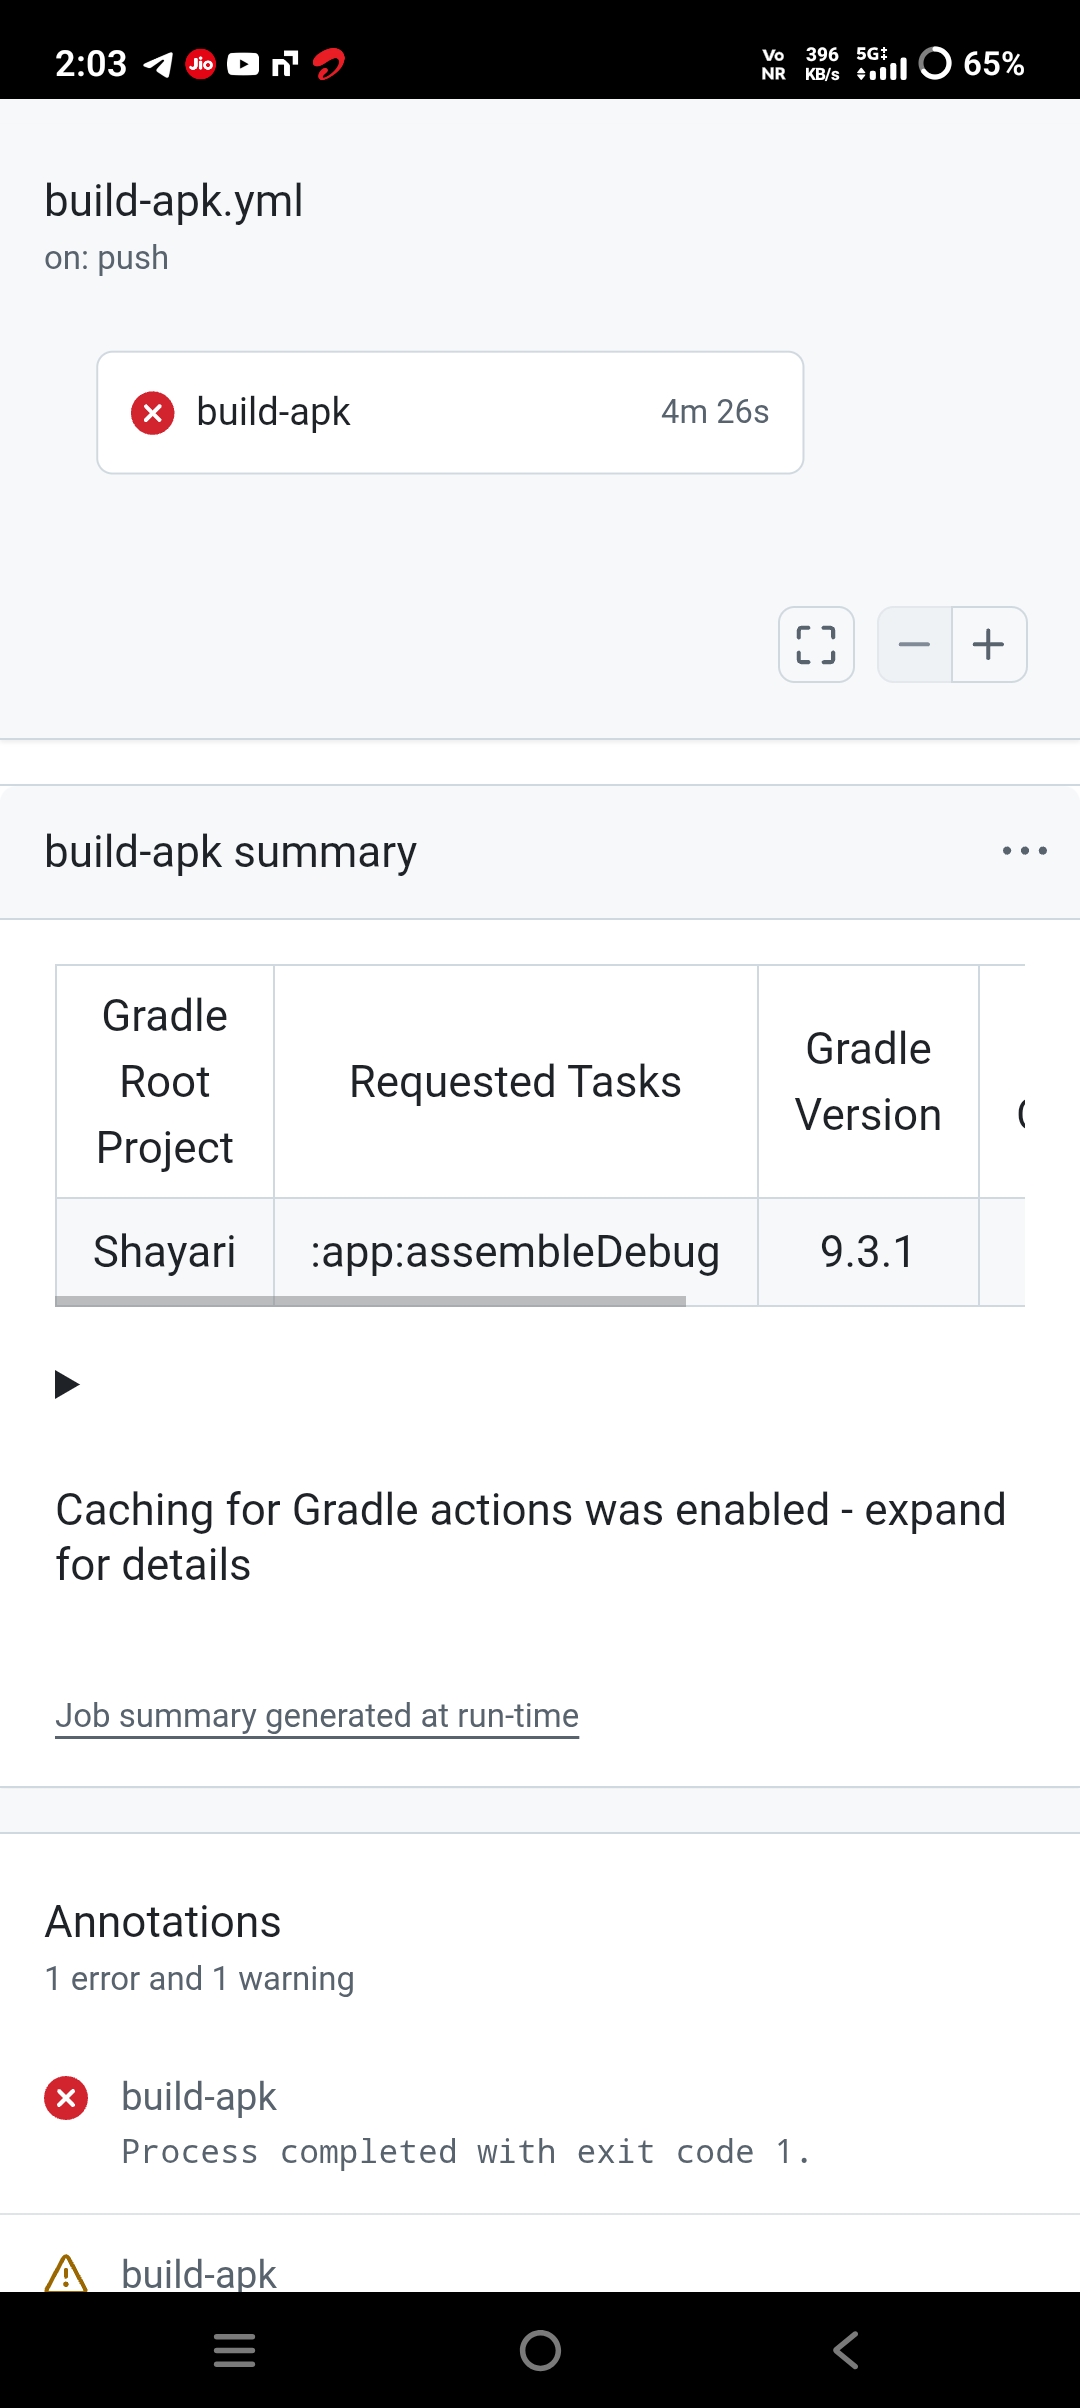 2:03
Jio
Vo
NR
396
KB/s
5G
65%
build-apk.yml
on: push
build-apk
4m 26s
build-apk summary
Gradle
Root
Project
Requested Tasks
Gradle
Version
Shayari
:app:assembleDebug
9.3.1
Caching for Gradle actions was enabled - expand
for details
Job summary generated at run-time
Annotations
1 error and 1 warning
build-apk
Process completed with exit code 1.
build-apk